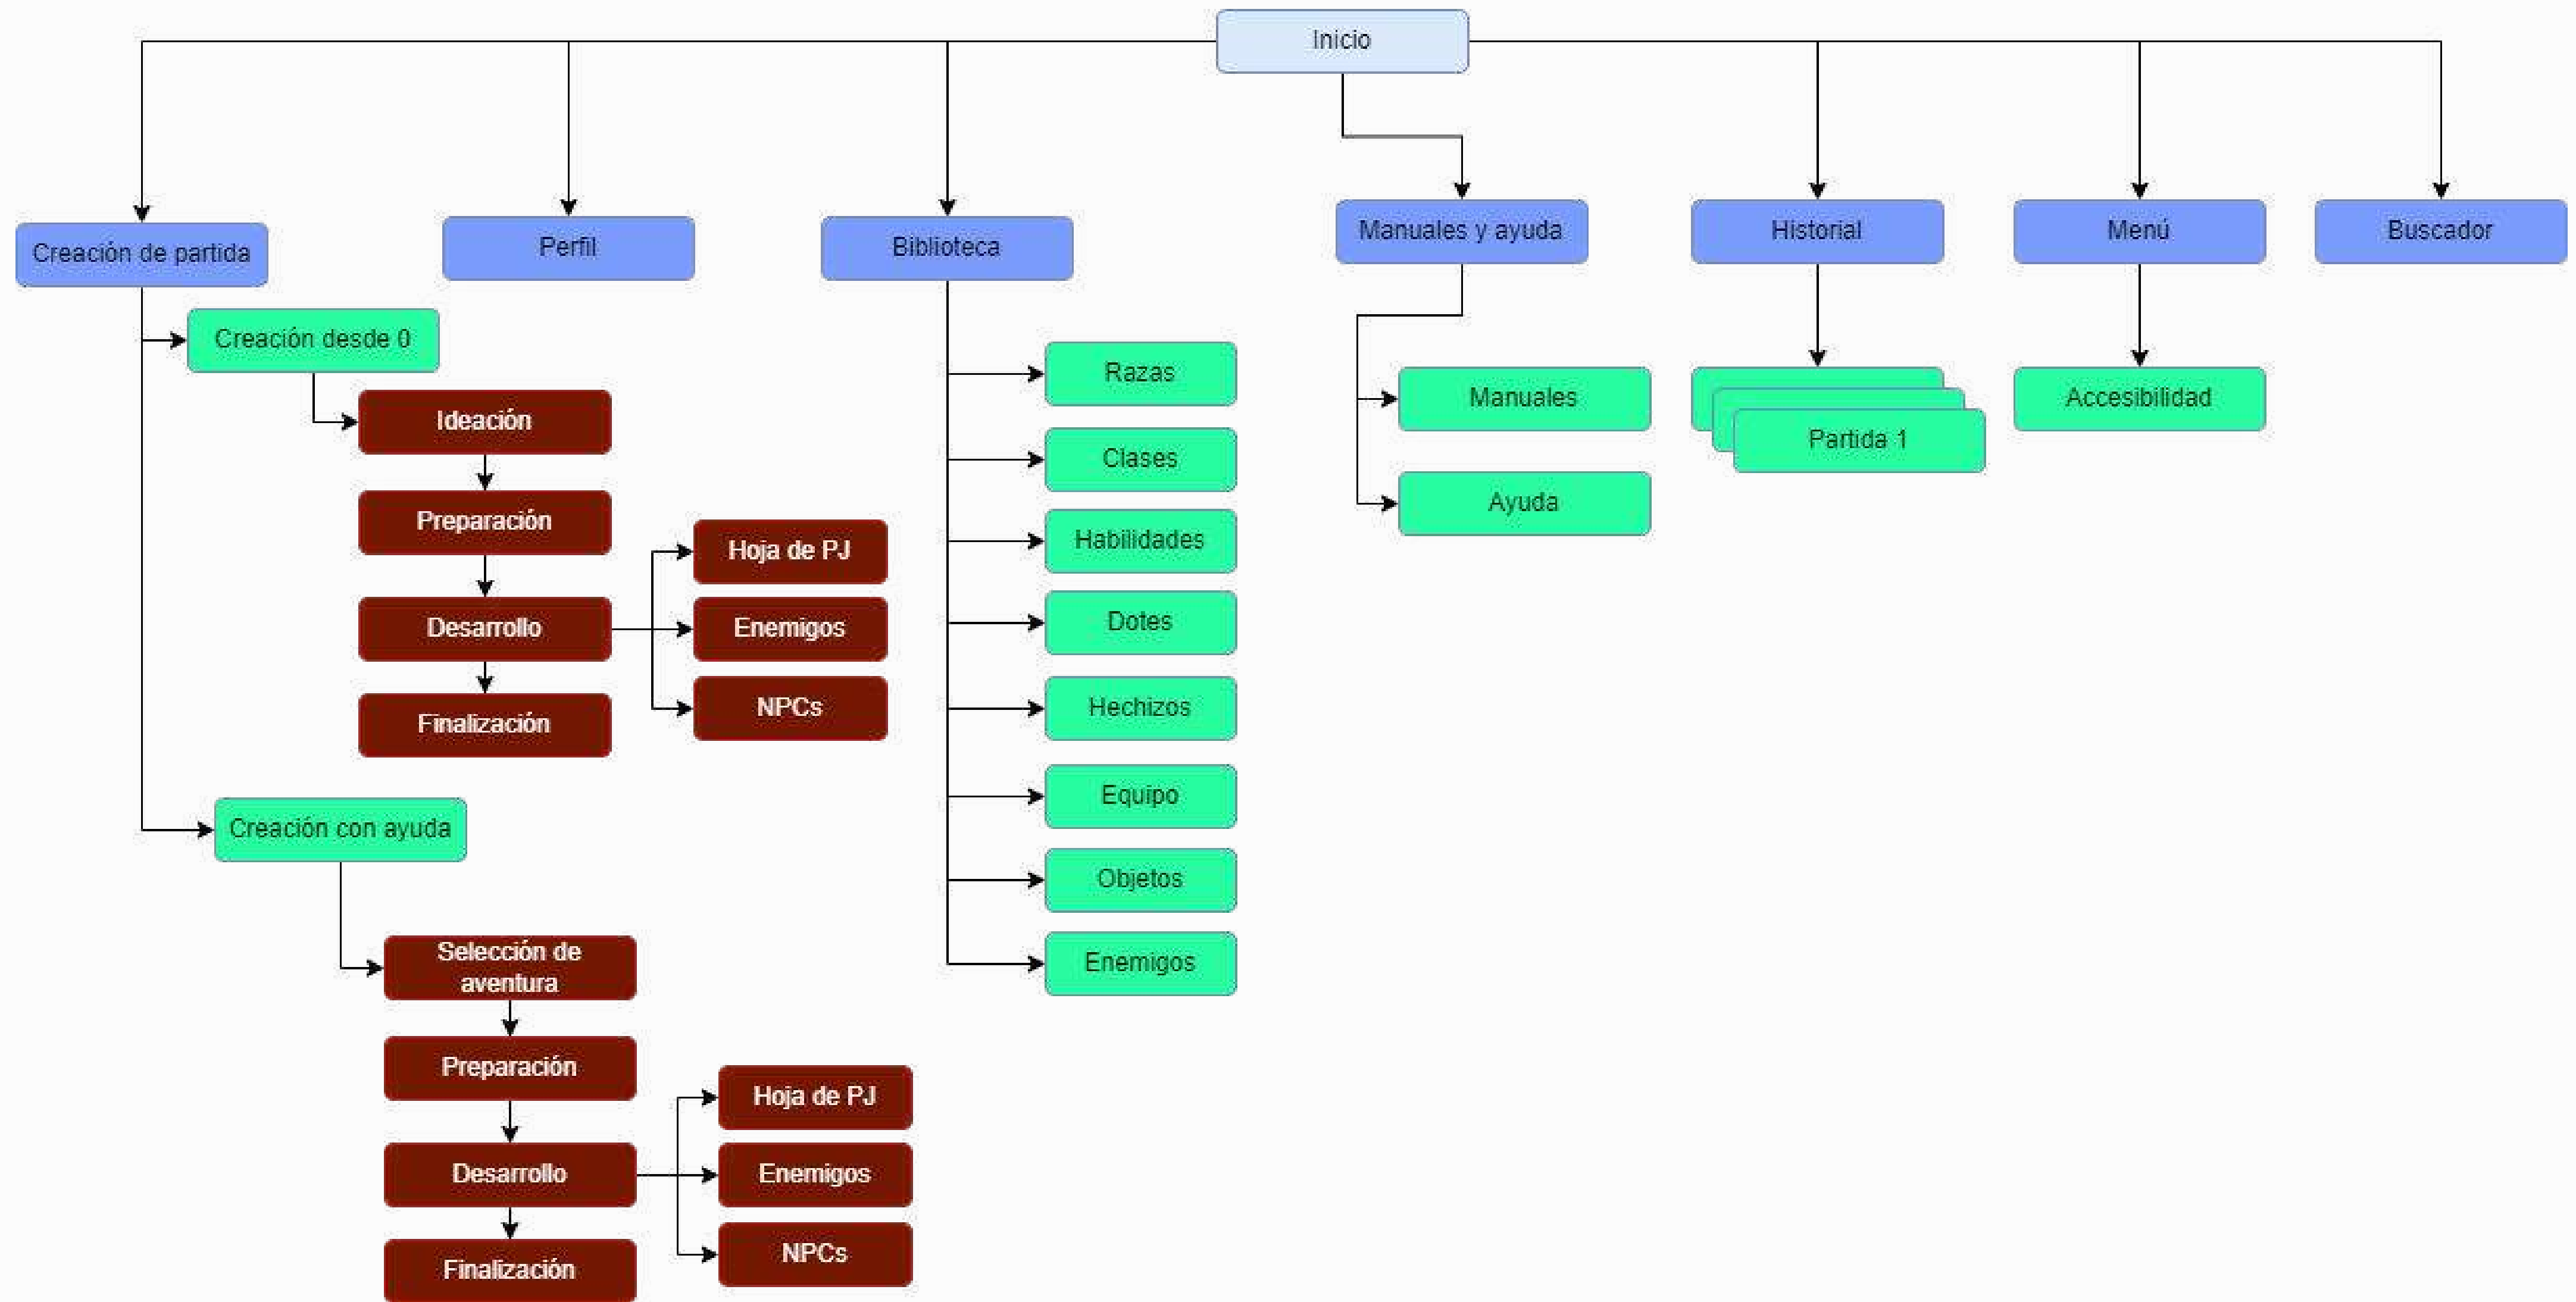 Inicio
Creación de partida
Perfil
Biblioteca
Manuales y ayuda
Historial
Menú
Buscador
Creación desde 0
Ideación
Preparación
Desarrollo
Finalización
Hoja de PJ
Enemigos
NPCs
Creación con ayuda
Selección de
aventura
Preparación
Desarrollo
Finalización
Hoja de PJ
Enemigos
NPCs
Razas
Clases
Habilidades
Dotes
Hechizos
Equipo
Objetos
Enemigos
Manuales
Ayuda
Partida 1
Accesibilidad